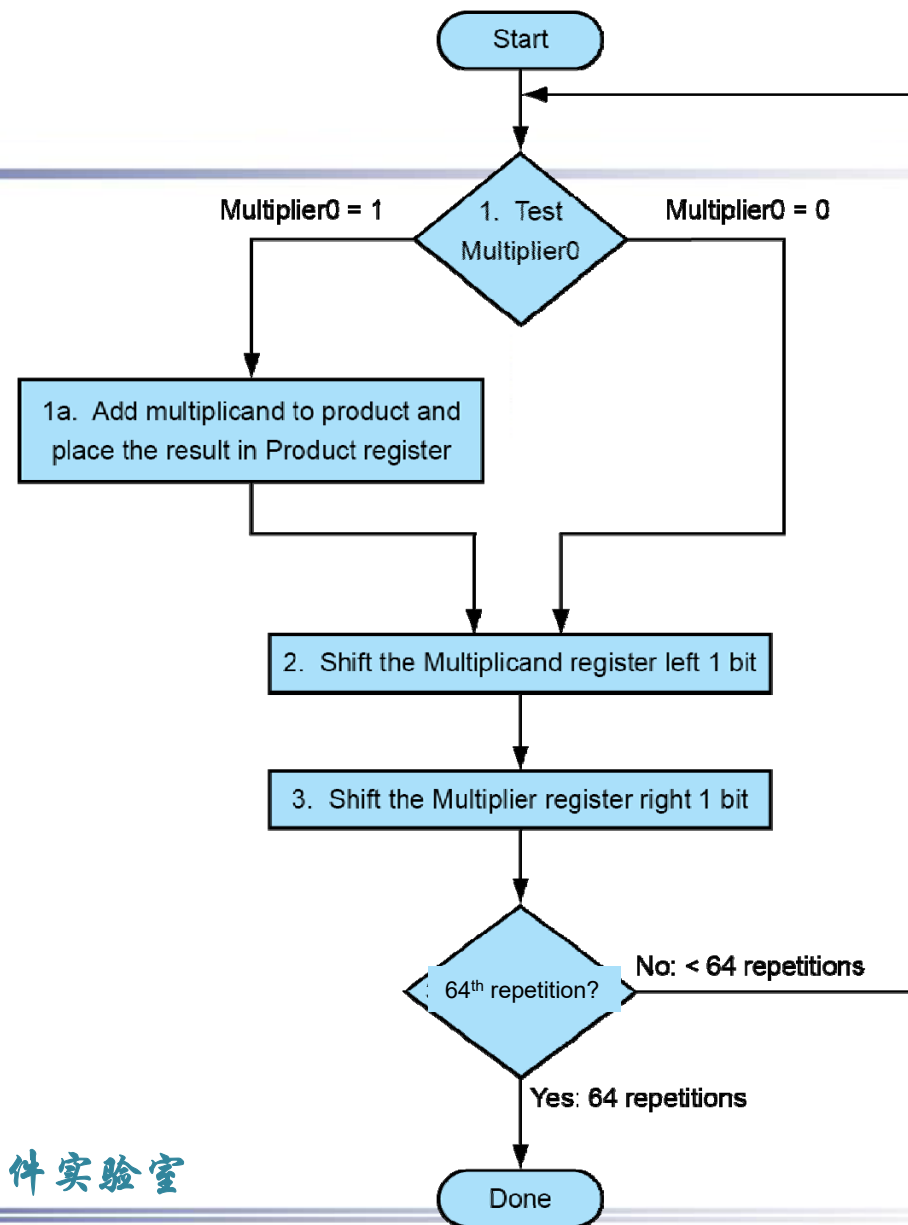 Start
Multiplier0 = 1
1. Test
Multiplier0
Multiplier0 = 0
1a. Add multiplicand to product and
place the result in Product register
2. Shift the Multiplicand register left 1 bit
3. Shift the Multiplier register right 1 bit
64th repetition?
No: < 64 repetitions
Yes: 64 repetitions
件实验室
Done